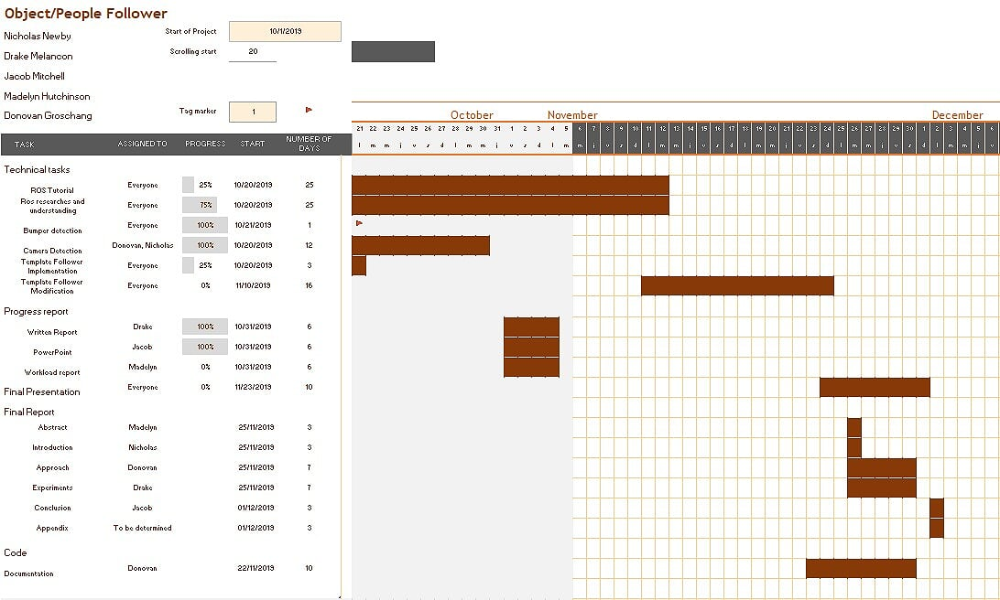 Object/People Follower
Nicholas Newby
Start of Project 10/1/2019
Scrolling start 20
Drake Melancon
Jacob Mitchell
Madelyn Hutchinson
Tag marker 1
Donovan Groschang
October November December
21 22 23 24 25 26 27 28 29 30 31 1 2 3 4 5 6 7 8 9 10 11 12 13 14 15 16 17 18 19 20 21 22 23 24 25 26 27 28 29 30 1 2 3 4 5 6
l m m j v s d l m m j v s d l m m j v s d l m m j v s d l m m j v s d l m m j v s d l m m j v
TASK ASSIGNED TO PROGRESS START NUMBER OF DAYS
Technical tasks
ROS Tutorial Everyone 25% 10/20/2019 25
Ros researches and understanding Everyone 75% 10/20/2019 25
Bumper detection Everyone 100% 10/21/2019 1
Camera Detection Donovan, Nicholas 100% 10/20/2019 12
Template Follower Implementation Everyone 25% 10/20/2019 3
Template Follower Modification Everyone 0% 11/10/2019 16
Progress report
Written Report Drake 100% 10/31/2019 6
PowerPoint Jacob 100% 10/31/2019 6
Workload report Madelyn 0% 10/31/2019 6
Final Presentation Everyone 0% 11/23/2019 10
Final Report
Abstract Madelyn 25/11/2019 3
Introduction Nicholas 25/11/2019 3
Approach Donovan 25/11/2019 7
Experiments Drake 25/11/2019 7
Conclusion Jacob 01/12/2019 3
Appendix To be determined 01/12/2019 3
Code
Documentation Donovan 22/11/2019 10